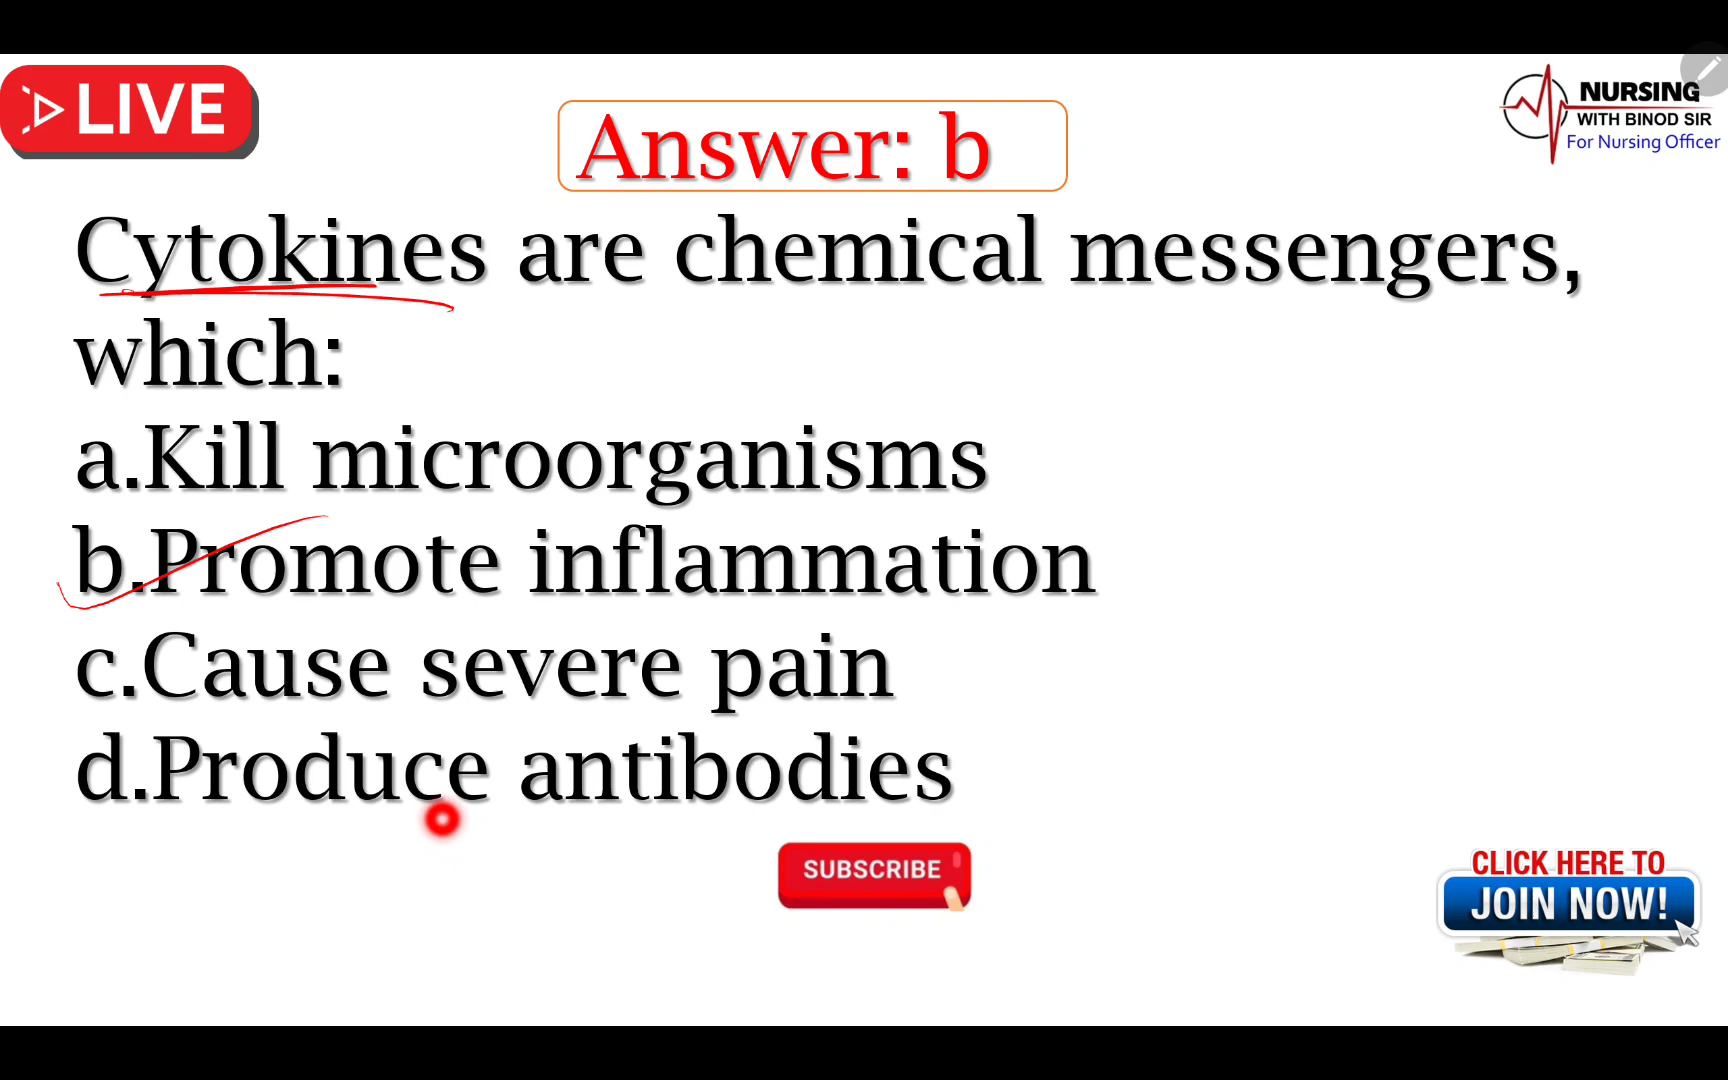 LIVE
NURSING
WITH BINOD SIR
For Nursing Officer
Answer: b
Cytokines are chemical messengers,
which:
a.Kill microorganisms
b.Promote inflammation
c.Cause severe pain
d.Produce antibodies
SUBSCRIBE
CLICK HERE TO
JOIN NOW!